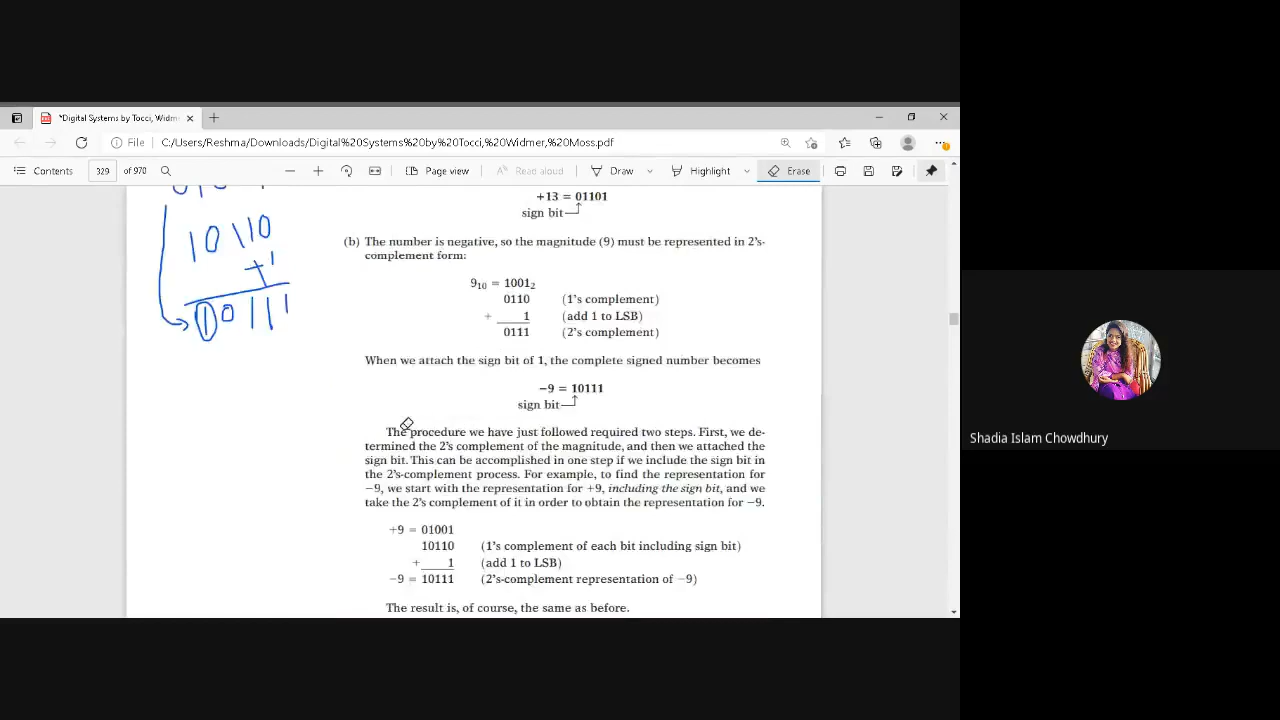 *Digital Systems by Tocci, Widm
File
C:/Users/Reshma/Downloads/Digital%20Systems%20by%20Tocci,%20Widmer,%20Moss.pdf
Contents
329
of 970
Page view
Read aloud
Draw
Highlight
Erase
+13 = 01101
sign bit
10110
+1
10111
(b) The number is negative, so the magnitude (9) must be represented in 2's-
complement form:
9₁₀ = 1001₂
0110 (1's complement)
+ 1 (add 1 to LSB)
0111 (2's complement)
When we attach the sign bit of 1, the complete signed number becomes
−9 = 10111
sign bit
The procedure we have just followed required two steps. First, we de-
termined the 2's complement of the magnitude, and then we attached the
sign bit. This can be accomplished in one step if we include the sign bit in
the 2's-complement process. For example, to find the representation for
−9, we start with the representation for +9, including the sign bit, and we
take the 2's complement of it in order to obtain the representation for −9.
+9 = 01001
10110 (1's complement of each bit including sign bit)
+ 1 (add 1 to LSB)
−9 = 10111 (2's-complement representation of −9)
The result is, of course, the same as before.
Shadia Islam Chowdhury